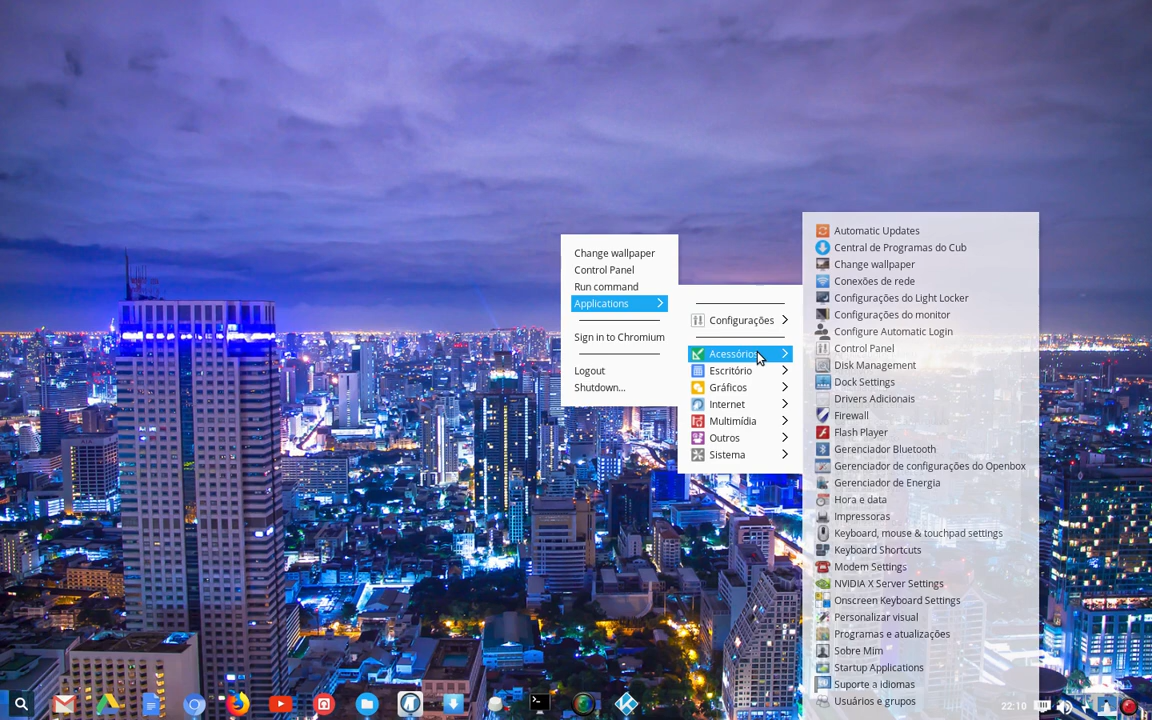 Change wallpaper
Control Panel
Run command
Applications
Sign in to Chromium
Logout
Shutdown...
Configurações
Acessórios
Escritório
Gráficos
Internet
Multimídia
Outros
Sistema
Automatic Updates
Central de Programas do Cub
Change wallpaper
Conexões de rede
Configurações do Light Locker
Configurações do monitor
Configure Automatic Login
Control Panel
Disk Management
Dock Settings
Drivers Adicionais
Firewall
Flash Player
Gerenciador Bluetooth
Gerenciador de configurações do Openbox
Gerenciador de Energia
Hora e data
Impressoras
Keyboard, mouse & touchpad settings
Keyboard Shortcuts
Modem Settings
NVIDIA X Server Settings
Onscreen Keyboard Settings
Personalizar visual
Programas e atualizações
Sobre Mim
Startup Applications
Suporte a idiomas
Usuários e grupos
22:10